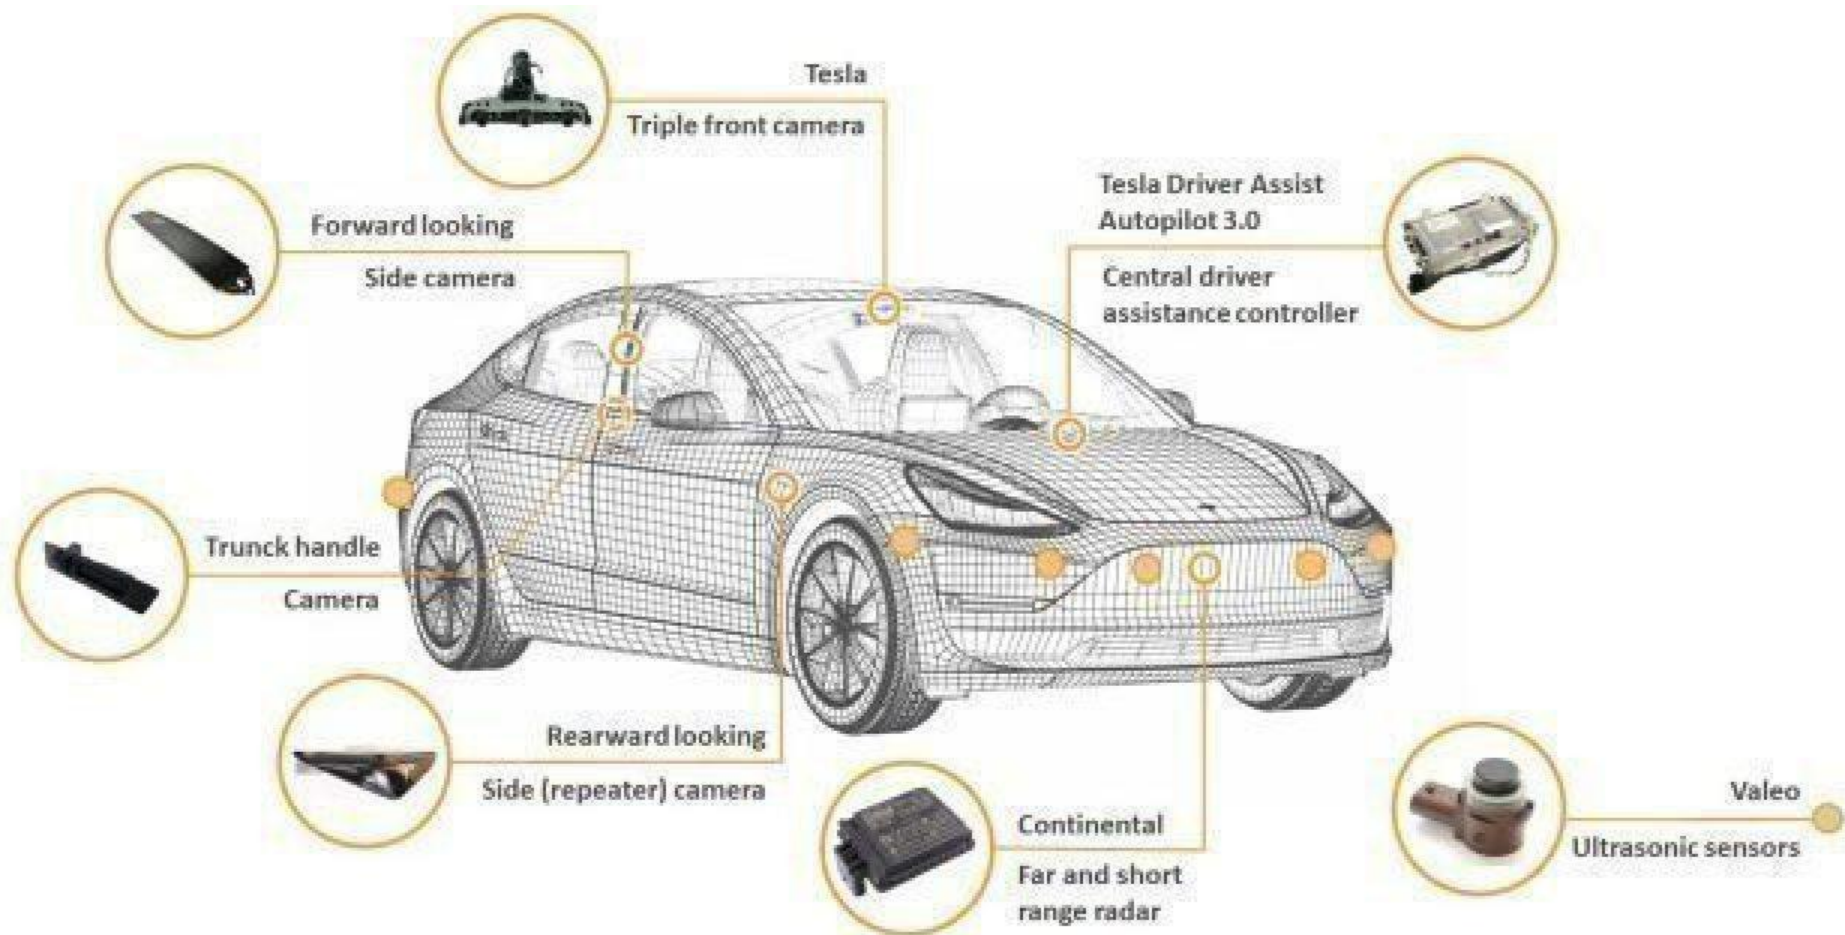 Tesla
Triple front camera
Tesla Driver Assist
Autopilot 3.0
Central driver
assistance controller
Forward looking
Side camera
Trunck handle
Camera
Rearward looking
Side (repeater) camera
Continental
Far and short
range radar
Valeo
Ultrasonic sensors